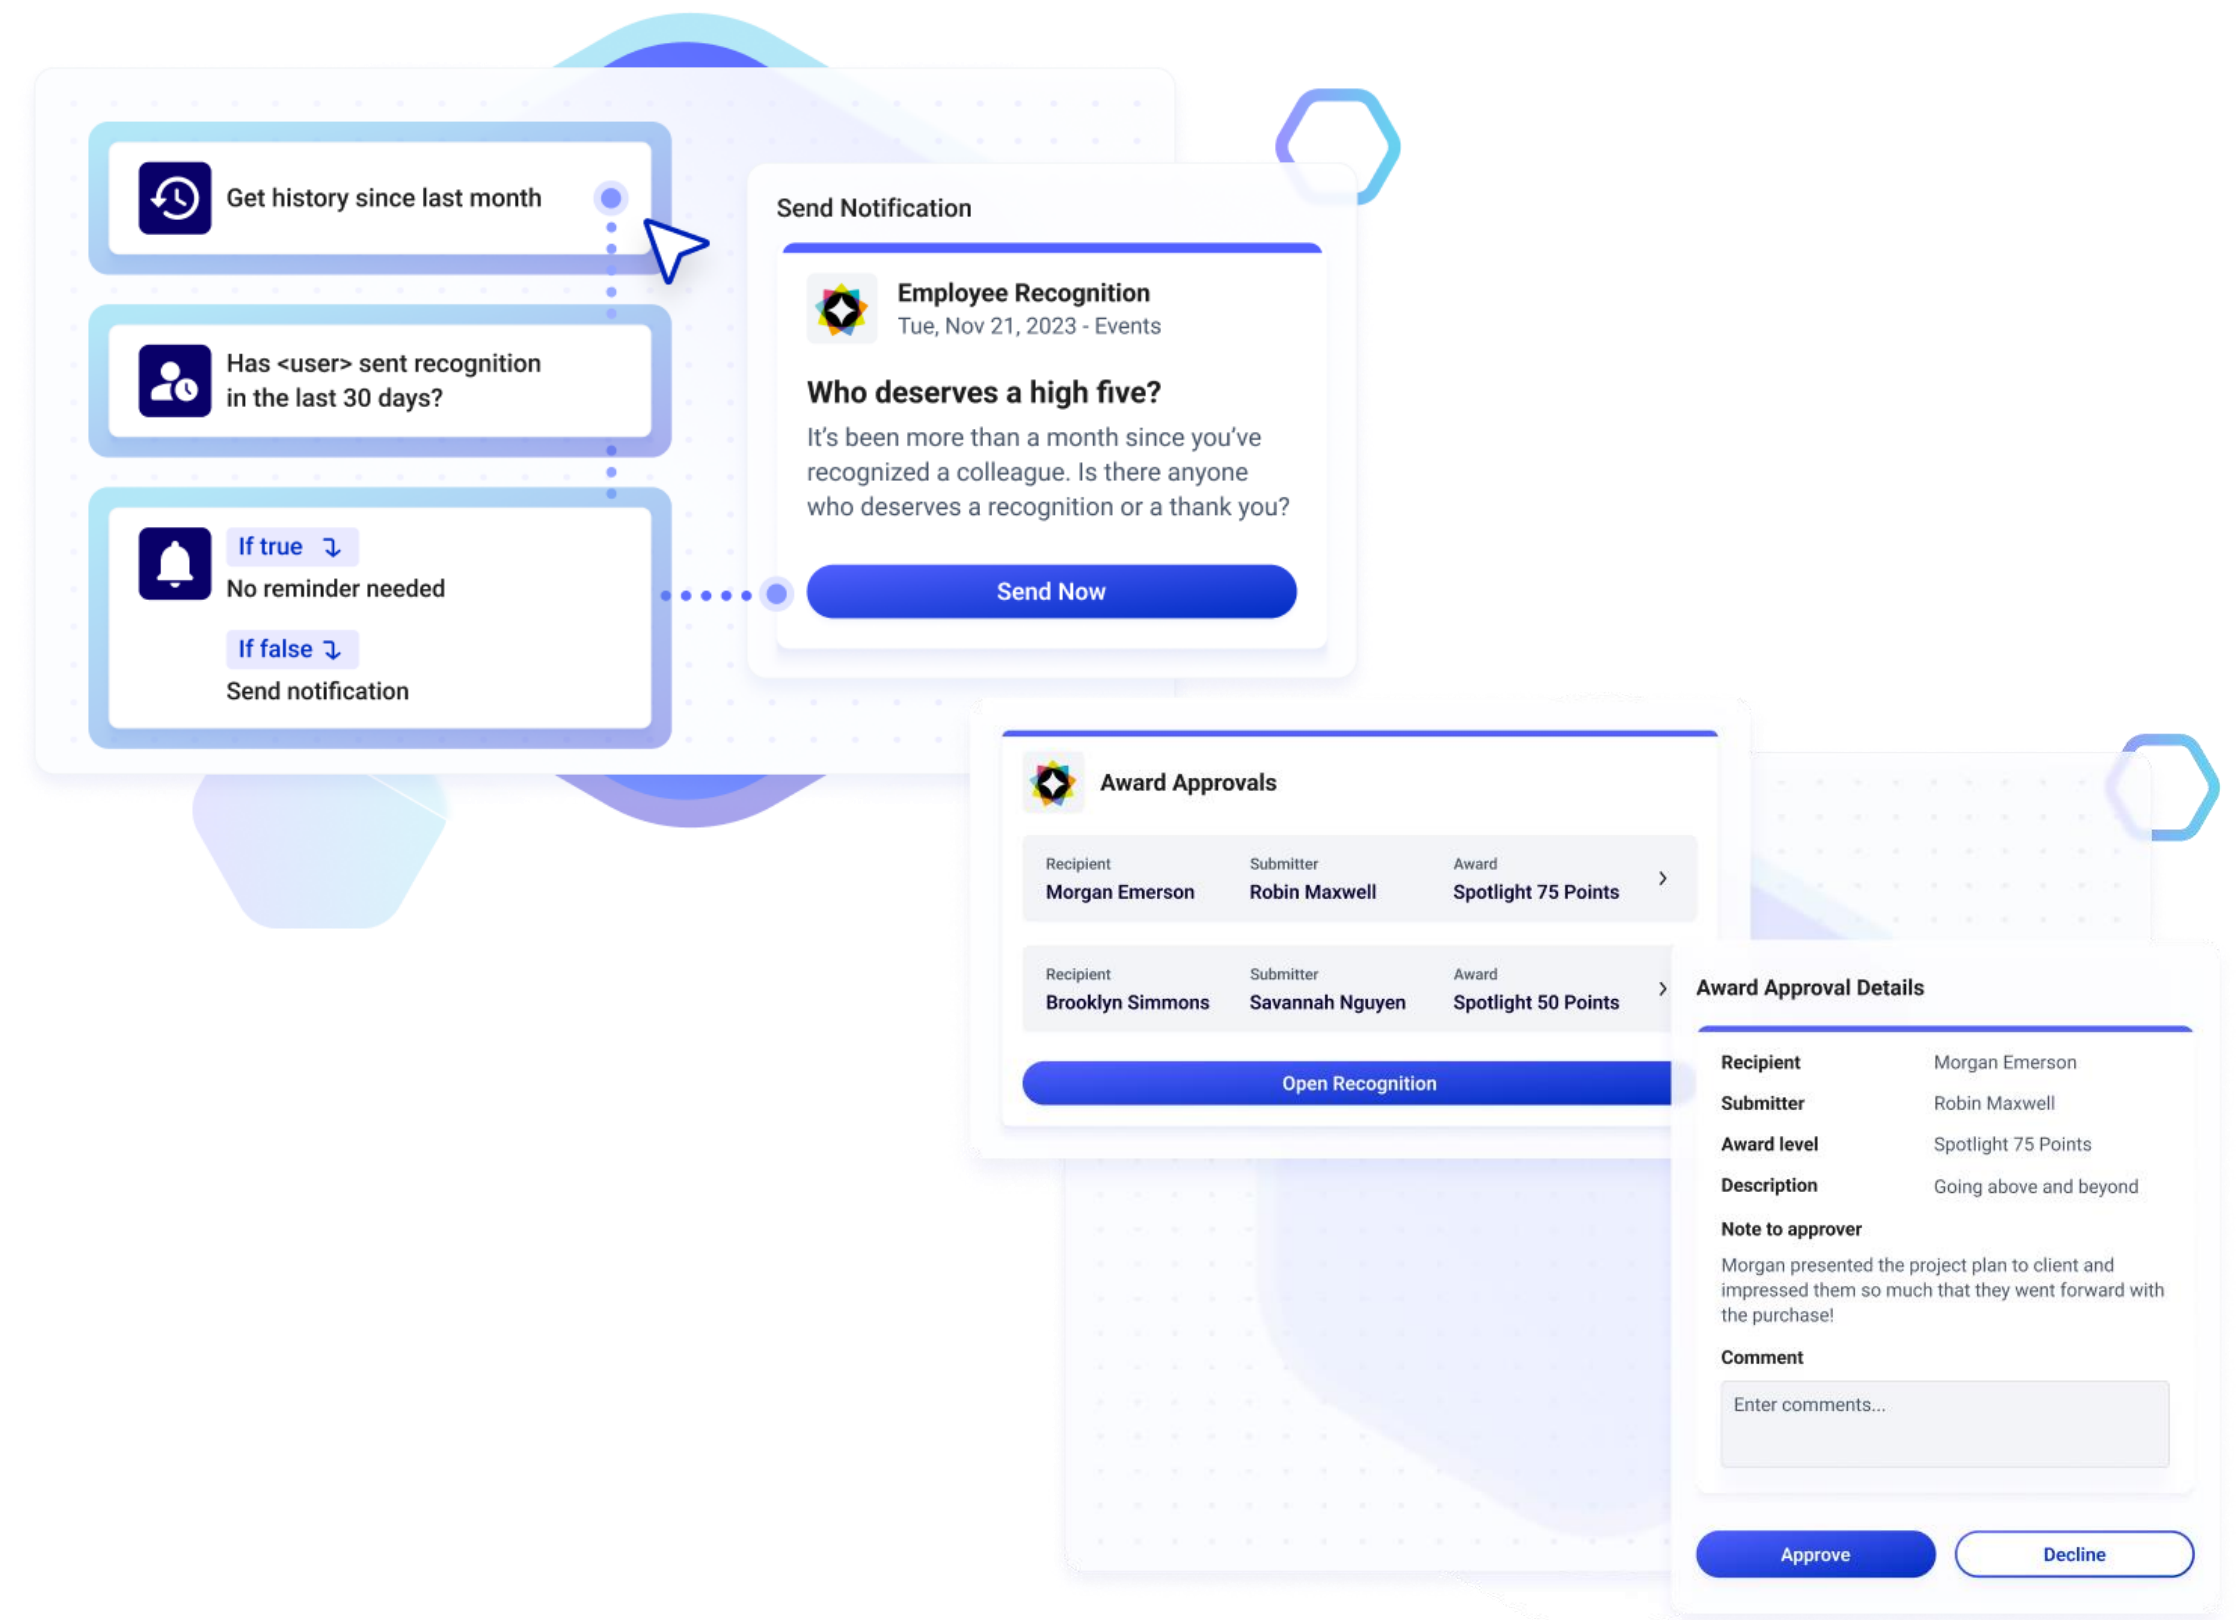 Get history since last month
Has <user> sent recognition
in the last 30 days?
If true
No reminder needed
If false
Send notification
Send Notification
Employee Recognition
Tue, Nov 21, 2023 - Events
Who deserves a high five?
It’s been more than a month since you’ve
recognized a colleague. Is there anyone
who deserves a recognition or a thank you?
Send Now
Award Approvals
Recipient Submitter Award
Morgan Emerson Robin Maxwell Spotlight 75 Points
Recipient Submitter Award
Brooklyn Simmons Savannah Nguyen Spotlight 50 Points
Open Recognition
Award Approval Details
Recipient Morgan Emerson
Submitter Robin Maxwell
Award level Spotlight 75 Points
Description Going above and beyond
Note to approver
Morgan presented the project plan to client and
impressed them so much that they went forward with
the purchase!
Comment
Enter comments...
Approve Decline